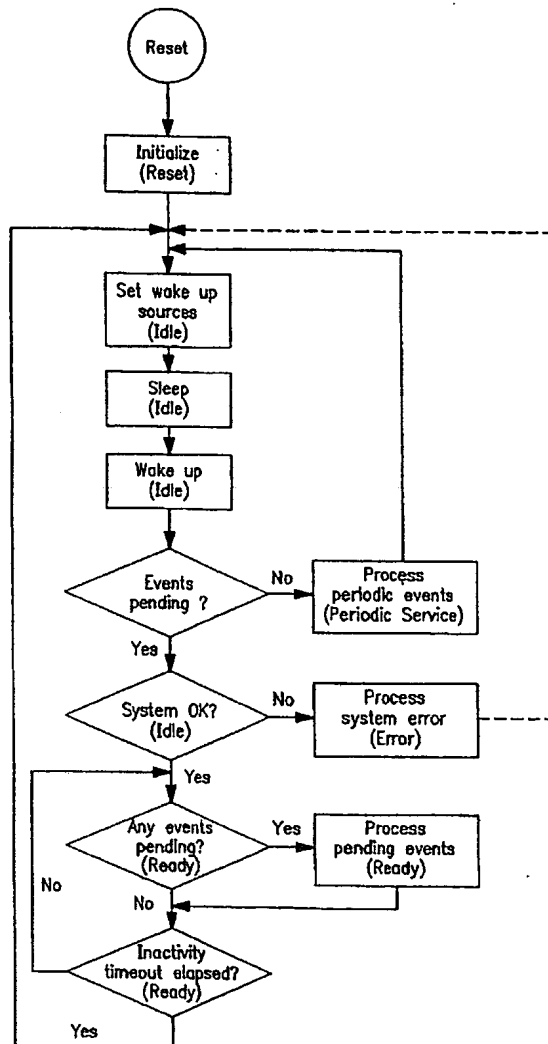 Reset
Initialize
(Reset)
Set wake up
sources
(Idle)
Sleep
(Idle)
Wake up
(Idle)
Events
pending ?
No
Process
periodic events
(Periodic Service)
Yes
System OK?
(Idle)
No
Process
system error
(Error)
Yes
Any events
pending?
(Ready)
Yes
Process
pending events
(Ready)
No
No
Inactivity
timeout elapsed?
(Ready)
Yes